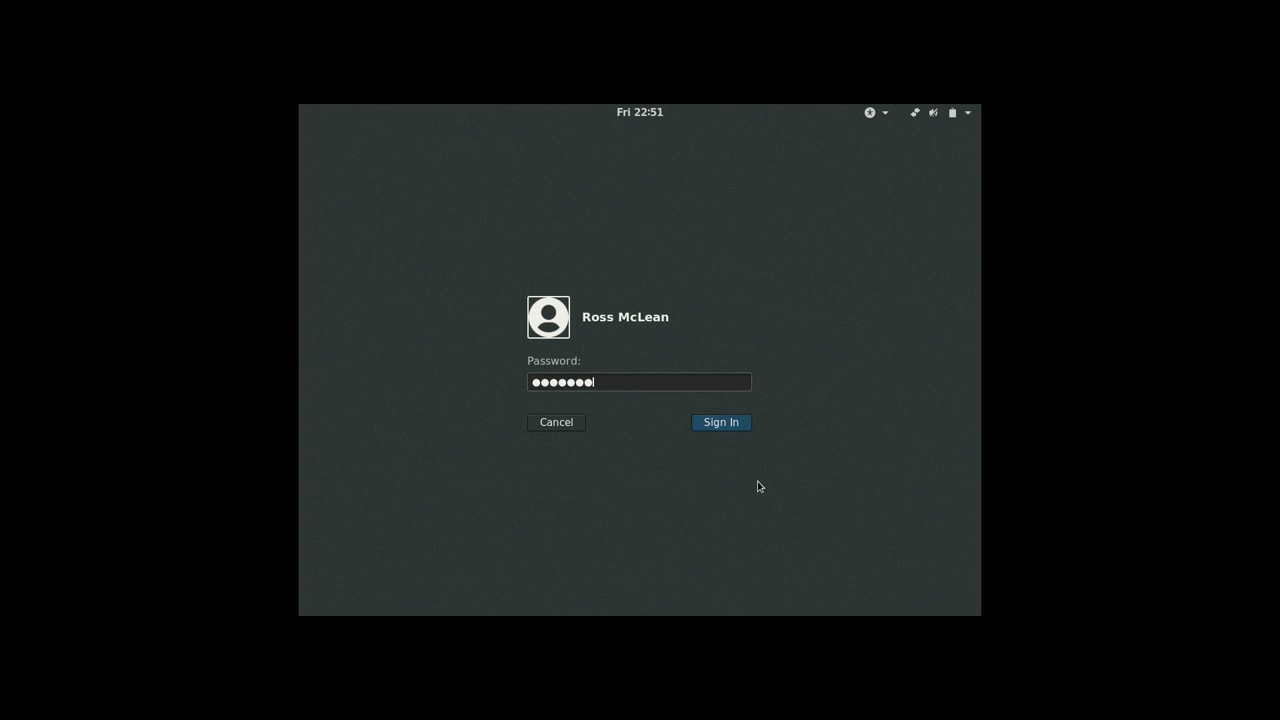 Fri 22:51
Ross McLean
Password:
●●●●●●●
Cancel Sign In